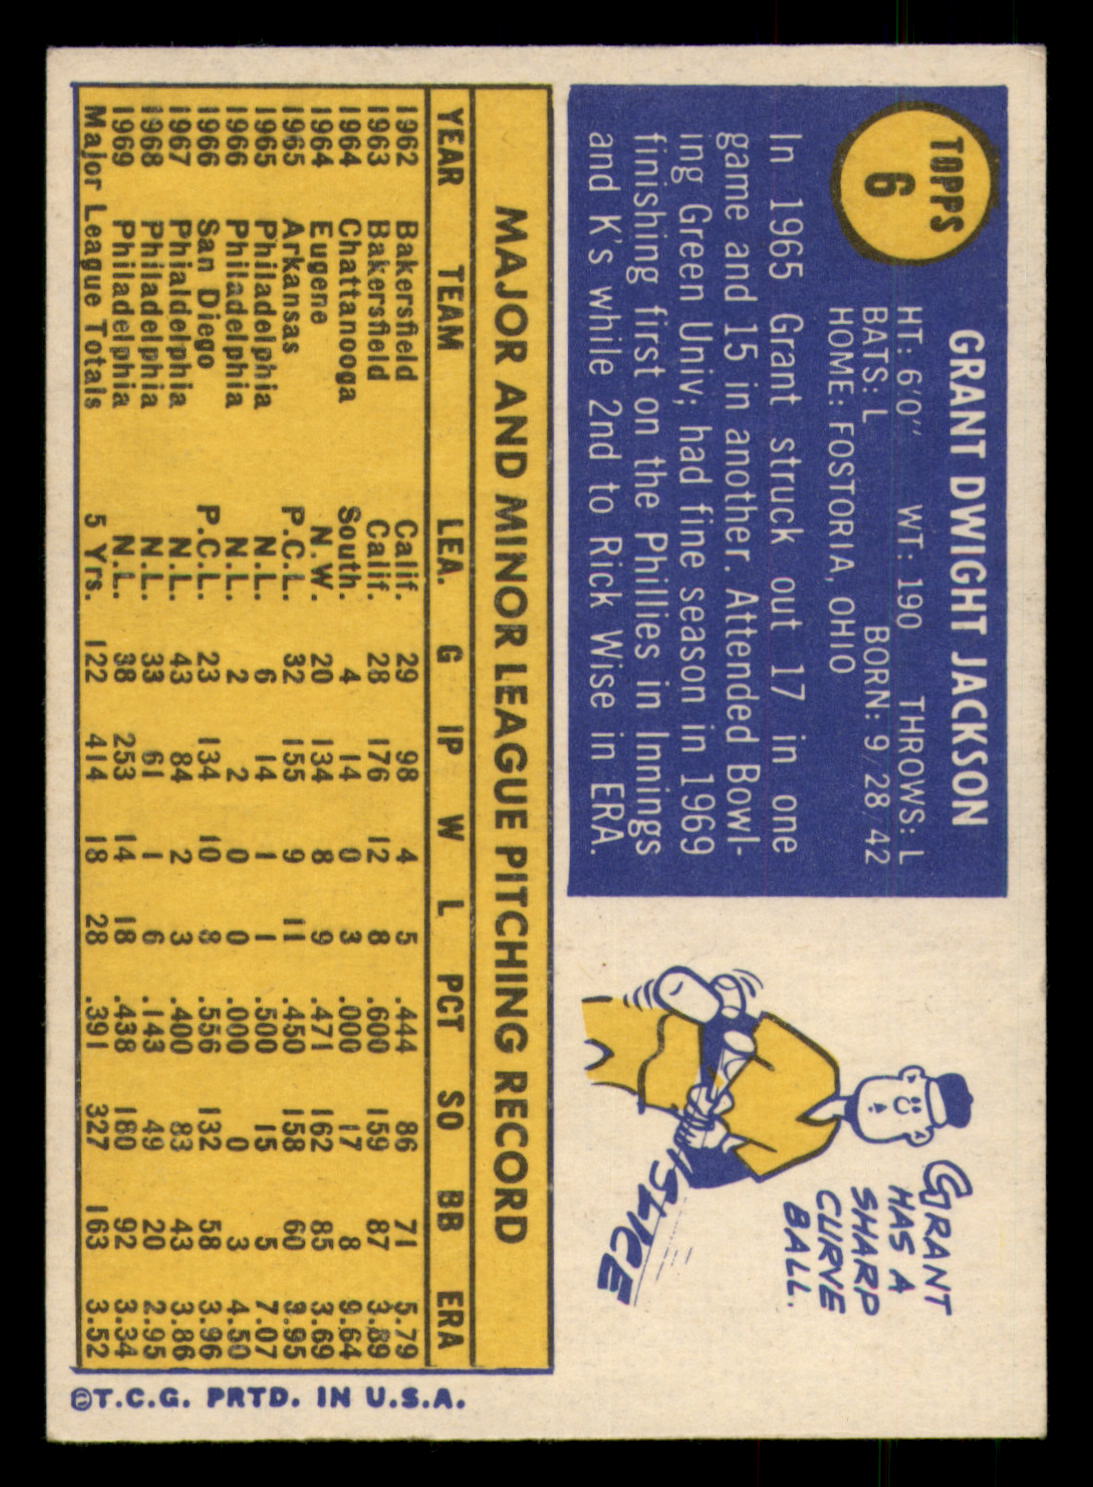 TOPPS
6
GRANT DWIGHT JACKSON
HT: 6'0" WT: 190 THROWS: L
BATS: L BORN: 9/28/42
HOME: FOSTORIA, OHIO
In 1965 Grant struck out 17 in one
game and 15 in another. Attended Bowl-
ing Green Univ; had fine season in 1969
finishing first on the Phillies in Innings
and K's while 2nd to Rick Wise in ERA.
GRANT
HAS A
SHARP
CURVE
BALL.
SLICE
MAJOR AND MINOR LEAGUE PITCHING RECORD
YEAR TEAM LEA. G IP W L PCT SO BB ERA
1962 Bakersfield Calif. 29 98 4 5 .444 86 71 5.79
1963 Bakersfield Calif. 28 176 12 8 .600 159 87 3.89
1964 Chattanooga South. 4 14 0 3 .000 17 8 9.64
1964 Eugene N.W. 20 134 8 9 .471 162 85 3.69
1965 Arkansas P.C.L. 32 155 9 11 .450 158 60 3.95
1965 Philadelphia N.L. 6 14 1 1 .500 15 5 7.07
1966 Philadelphia N.L. 2 2 0 0 .000 0 3 4.50
1966 San Diego P.C.L. 23 134 10 8 .556 132 58 3.96
1967 Phialdelphia N.L. 43 84 2 3 .400 83 43 3.86
1968 Philadelphia N.L. 33 61 1 6 .143 49 20 2.95
1969 Philadelphia N.L. 38 253 14 18 .438 180 92 3.34
Major League Totals 5 Yrs. 122 414 18 28 .391 327 163 3.52
©T.C.G. PRTD. IN U.S.A.